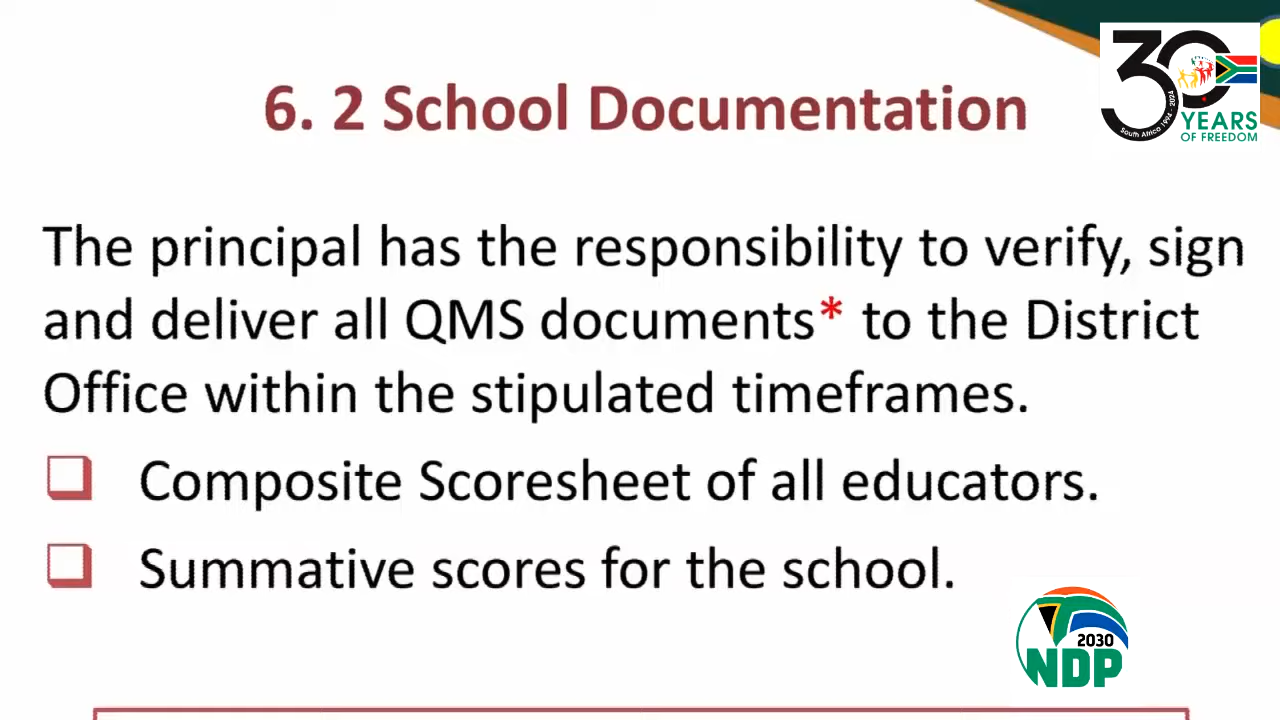 6. 2 School Documentation
30
South Africa 1994 - 2024
YEARS
OF FREEDOM
The principal has the responsibility to verify, sign
and deliver all QMS documents* to the District
Office within the stipulated timeframes.
❑ Composite Scoresheet of all educators.
❑ Summative scores for the school.
2030
NDP